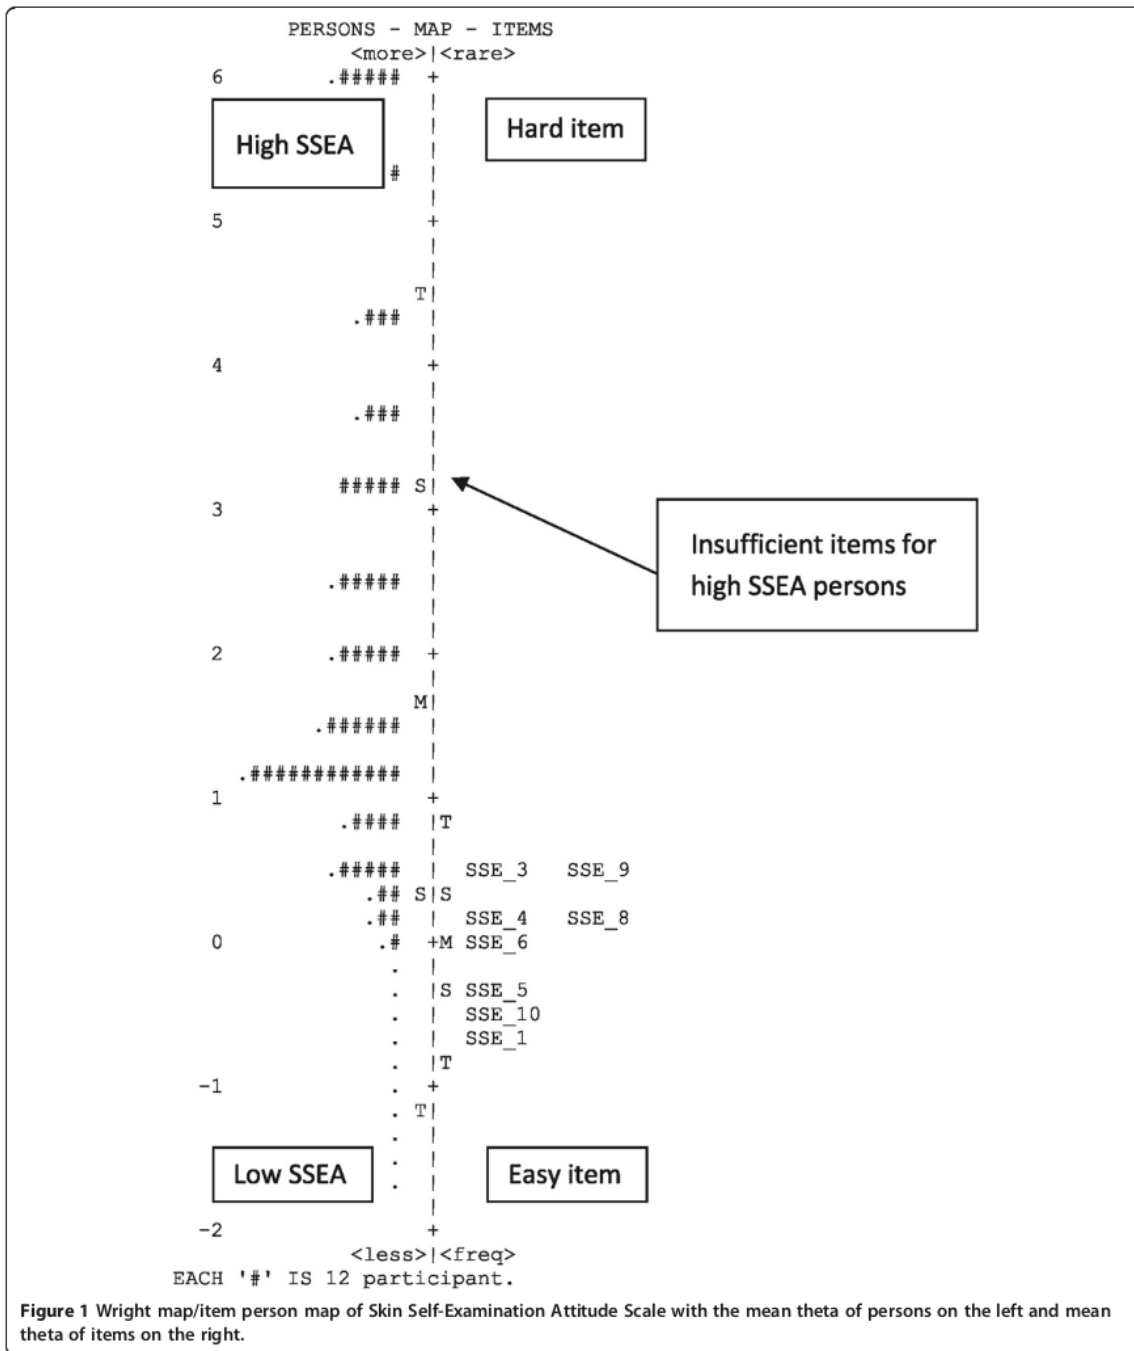 PERSONS - MAP - ITEMS
<more>|<rare>
6 .##### +
|
High SSEA | Hard item
|
# |
|
5 +
|
|
T|
.### |
|
4 +
|
.### |
|
|
##### S|
3 +
|
Insufficient items for
high SSEA persons
|
.##### |
|
|
2 .##### +
|
M|
.###### |
|
.############ |
1 +
.#### |T
|
.##### | SSE_3 SSE_9
.## S|S
.## | SSE_4 SSE_8
0 .# +M SSE_6
. |
. |S SSE_5
. | SSE_10
. | SSE_1
. |T
-1 . +
. T|
. |
Low SSEA . | Easy item
. |
|
-2 +
<less>|<freq>
EACH '#' IS 12 participant.
Figure 1 Wright map/item person map of Skin Self-Examination Attitude Scale with the mean theta of persons on the left and mean
theta of items on the right.